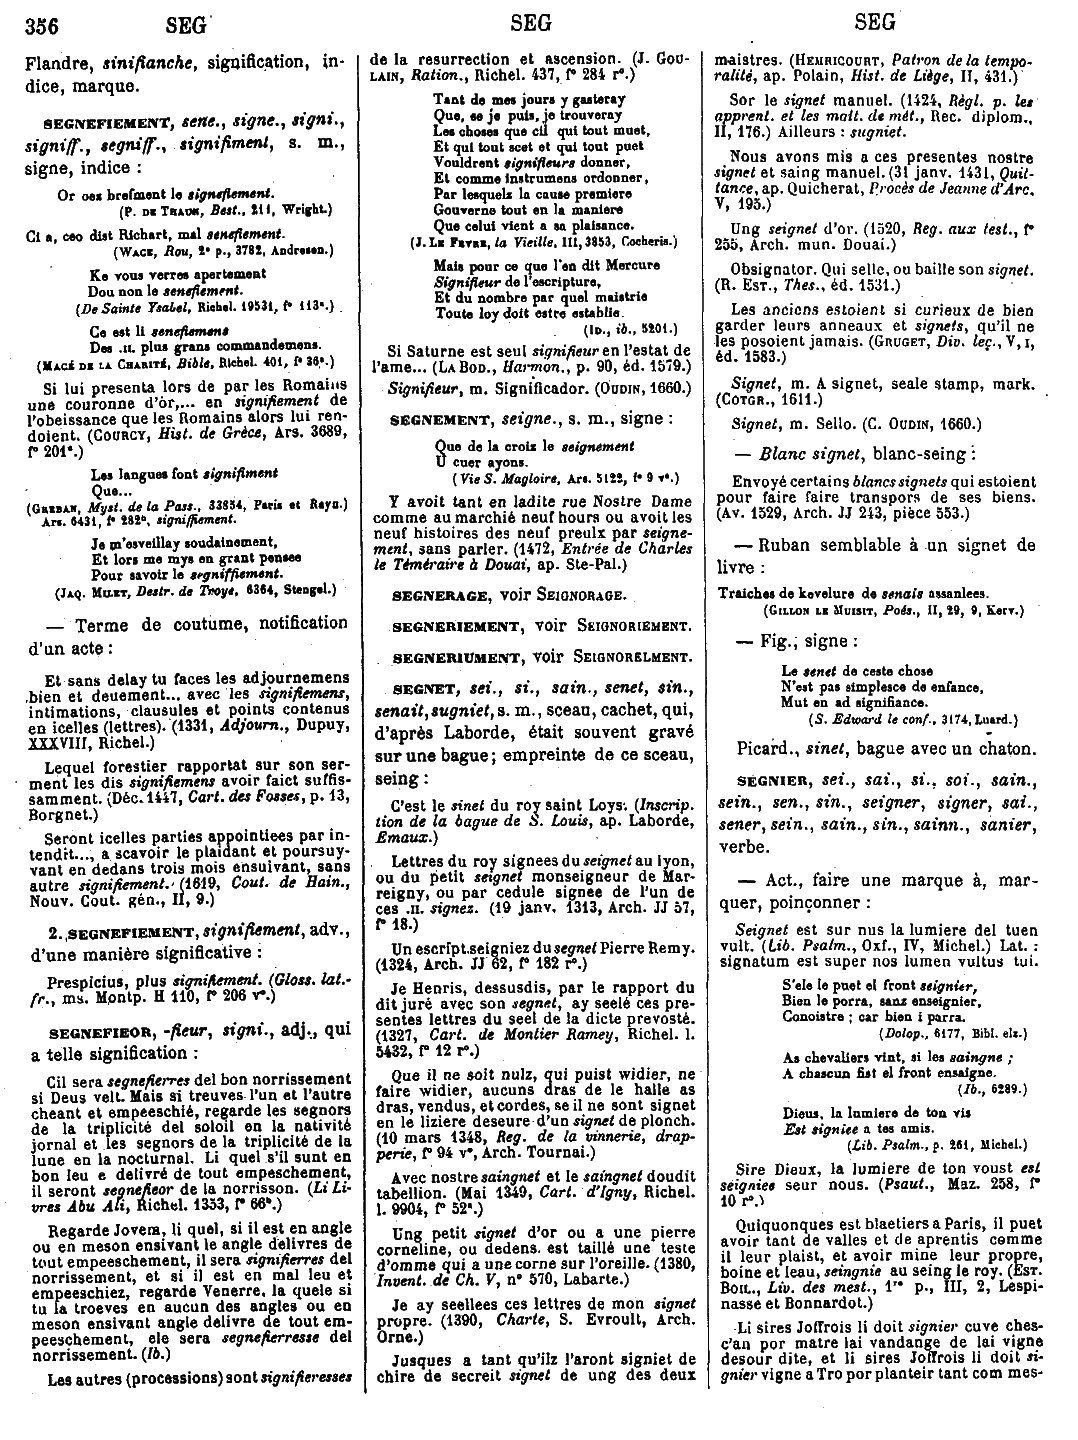 356 SEG SEG SEG
Flandre, sinifianche, signification, in-
dice, marque.
SEGNEFIEMENT, sene., signe., signi.,
signiff., segniff., signifiment, s. m.,
signe, indice :
Or oes brefment le signefiement.
(P. DE THAUN, Best., 211, Wright.)
Ci a, ceo dist Richart, mal senefiement.
(WACE, Rou, 2e p., 3782, Andresen.)
Ke vous verres apertement
Dou non le senefiement.
(De Sainte Ysabel, Richel. 19531, fo 113a.)
Ce est li senefiemens
Des .II. plus grans commandemens.
(MACÉ DE LA CHARITÉ, Bible, Richel. 401, fo 36a.)
Si lui presenta lors de par les Romains
une couronne d'or,... en signifiement de
l'obeissance que les Romains alors lui ren-
doient. (COURCY, Hist. de Grèce, Ars. 3689,
fo 201a.)
Les langues font signifiment
Que...
(GREBAN, Myst. de la Pass., 33854, Paris et Rayn.)
Ars. 6431, fo 282a, signiffiement.
Je m'esveillay soudainement,
Et lors me mys en grant pensee
Pour savoir le segniffiement.
(JAQ. MILET, Destr. de Troye, 6364, Stengel.)
— Terme de coutume, notification
d'un acte :
Et sans delay tu faces les adjournemens
bien et deuement... avec les signifiemens,
intimations, clausules et points contenus
en icelles (lettres). (1331, Adjourn., Dupuy,
XXXVIII, Richel.)
Lequel forestier rapportat sur son ser-
ment les dis signifiemens avoir faict suffis-
samment. (Déc. 1447, Cart. des Fosses, p. 13,
Borgnet.)
Seront icelles parties appointiees par in-
tendit..., a scavoir le plaidant et poursuy-
vant en dedans trois mois ensuivant, sans
autre signifiement. (1619, Cout. de Hain.,
Nouv. Cout. gén., II, 9.)
2. SEGNEFIEMENT, signifiement, adv.,
d'une manière significative :
Prespicius, plus signifiement. (Gloss. lat.-
fr., ms. Montp. H 110, fo 206 vo.)
SEGNEFIEOR, -fieur, signi., adj., qui
a telle signification :
Cil sera segnefierres del bon norrissement
si Deus velt. Mais si treuves l'un et l'autre
cheant et empeeschié, regarde les segnors
de la triplicité del soloil en la nativité
jornal et les segnors de la triplicité de la
lune en la nocturnal. Li quel s'il sunt en
bon leu e delivré de tout empeschement,
il seront segnefieor de la norrisson. (Li Li-
vres Abu Ali, Richel. 1353, fo 66b.)
Regarde Jovem, li quel, si il est en angle
ou en meson ensivant le angle delivres de
tout empeeschement, il sera signifierres del
norrissement, et si il est en mal leu et
empeeschiez, regarde Venerre, la quele si
tu la troeves en aucun des angles ou en
meson ensivant angle delivre de tout em-
peeschement, ele sera segnefierresse del
norrissement. (Ib.)
Les autres (processions) sont signifieresses
de la resurrection et ascension. (J. GOU-
LAIN, Ration., Richel. 437, fo 284 ro.)
Tant de mes jours y gasteray
Que, se je puis, je trouveray
Les choses que cil qui tout muet,
Et qui tout scet et qui tout puet
Vouldrent signifieurs donner,
Et comme instrumens ordonner,
Par lesquelx la cause premiere
Gouverne tout en la maniere
Que celui vient a sa plaisance.
(J. LE FEVRE, la Vieille, III, 3853, Cocheris.)
Mais pour ce que l'en dit Mercure
Signifieur de l'escripture,
Et du nombre par quel maistrie
Toute loy doit estre establie.
(ID., ib., 5201.)
Si Saturne est seul signifieur en l'estat de
l'ame... (LA BOD., Harmon., p. 90, éd. 1579.)
Signifieur, m. Significador. (OUDIN, 1660.)
SEGNEMENT, seigne., s. m., signe :
Que de la croix le seignement
U cuer ayons.
(Vie S. Magloire, Ars. 5122, fo 9 vo.)
Y avoit tant en ladite rue Nostre Dame
comme au marchié neuf hours ou avoit les
neuf histoires des neuf preulx par seigne-
ment, sans parler. (1472, Entrée de Charles
le Téméraire à Douai, ap. Ste-Pal.)
SEGNERAGE, voir SEIGNORAGE.
SEGNERIEMENT, voir SEIGNORIEMENT.
SEGNERIUMENT, voir SEIGNORELMENT.
SEGNET, sei., si., sain., senet, sin.,
senait, sugniet, s. m., sceau, cachet, qui,
d'après Laborde, était souvent gravé
sur une bague; empreinte de ce sceau,
seing :
C'est le sinet du roy saint Loys. (Inscrip.
tion de la bague de S. Louis, ap. Laborde,
Emaux.)
Lettres du roy signees du seignet au lyon,
ou du petit seignet monseigneur de Mar-
reigny, ou par cedule signee de l'un de
ces .II. signez. (19 janv. 1313, Arch. JJ 57,
fo 18.)
Un escript seigniez du segnet Pierre Remy.
(1324, Arch. JJ 62, fo 182 ro.)
Je Henris, dessusdis, par le rapport du
dit juré avec son segnet, ay seelé ces pre-
sentes lettres du seel de la dicte prevosté.
(1327, Cart. de Montier Ramey, Richel. l.
5432, fo 12 ro.)
Que il ne soit nulz, qui puist widier, ne
faire widier, aucuns dras de le halle as
dras, vendus, et cordes, se il ne sont signet
en le liziere deseure d'un signet de plonch.
(10 mars 1348, Reg. de la vinnerie, drap-
perie, fo 94 vo, Arch. Tournai.)
Avec nostre saingnet et le saingnet doudit
tabellion. (Mai 1349, Cart. d'Igny, Richel.
l. 9904, fo 52a.)
Ung petit signet d'or ou a une pierre
corneline, ou dedens est taillé une teste
d'omme qui a une corne sur l'oreille. (1380,
Invent. de Ch. V, no 570, Labarte.)
Je ay seellees ces lettres de mon signet
propre. (1390, Charte, S. Evroult, Arch.
Orne.)
Jusques a tant qu'ilz l'aront signiet de
chire de secreit signet de ung des deux
maistres. (HEMRICOURT, Patron de la tempo-
ralité, ap. Polain, Hist. de Liège, II, 431.)
Sor le signet manuel. (1424, Règl. p. les
apprent. et les mait. de mét., Rec. diplom.,
II, 176.) Ailleurs : sugniet.
Nous avons mis a ces presentes nostre
signet et saing manuel. (31 janv. 1431, Quit-
tance, ap. Quicherat, Procès de Jeanne d'Arc,
V, 195.)
Ung seignet d'or. (1520, Reg. aux test., fo
255, Arch. mun. Douai.)
Obsignator. Qui selle, ou baille son signet.
(R. EST., Thes., éd. 1531.)
Les anciens estoient si curieux de bien
garder leurs anneaux et signets, qu'il ne
les posoient jamais. (GRUGET, Div. leç., V, I,
éd. 1583.)
Signet, m. A signet, seale stamp, mark.
(COTGR., 1611.)
Signet, m. Sello. (C. OUDIN, 1660.)
— Blanc signet, blanc-seing :
Envoyé certains blancs signets qui estoient
pour faire faire transpors de ses biens.
(Av. 1529, Arch. JJ 243, pièce 553.)
— Ruban semblable à un signet de
livre :
Traiches de kevelure de senais assanlees.
(GILLON LE MUISIT, Poés., II, 29, 9, Kerv.)
— Fig., signe :
Le senet de ceste chose
N'est pas simplesce de enfance,
Mut en ad signifiance.
(S. Edward le conf., 3174, Luard.)
Picard., sinet, bague avec un chaton.
SEGNIER, sei., sai., si., soi., sain.,
sein., sen., sin., seigner, signer, sai.,
sener, sein., sain., sin., sainn., sanier,
verbe.
— Act., faire une marque à, mar-
quer, poinçonner :
Seignet est sur nus la lumiere del tuen
vult. (Lib. Psalm., Oxf., IV, Michel.) Lat. :
signatum est super nos lumen vultus tui.
S'ele le puet el front seignier,
Bien le porra, sanz enseignier,
Conoistre ; car bien i parra.
(Dolop., 6177, Bibl. elz.)
As chevaliers vint, si les saingne ;
A chascun fist el front ensaigne.
(Ib., 6289.)
Dieus, la lumiere de ton vis
Est signiee a tes amis.
(Lib. Psalm., p. 261, Michel.)
Sire Dieux, la lumiere de ton voust est
seignies seur nous. (Psaut., Maz. 258, fo
10 ro.)
Quiquonques est blaetiers a Paris, il puet
avoir tant de valles et de aprentis comme
il leur plaist, et avoir mine leur propre,
boine et leau, seingnie au seing le roy. (EST.
BOIL., Liv. des mest., 1re p., III, 2, Lespi-
nasse et Bonnardot.)
Li sires Joffrois li doit signier cuve ches-
c'an por matre lai vandange de lai vigne
desour dite, et li sires Joffrois li doit si-
gnier vigne a Tro por planteir tant com mes-